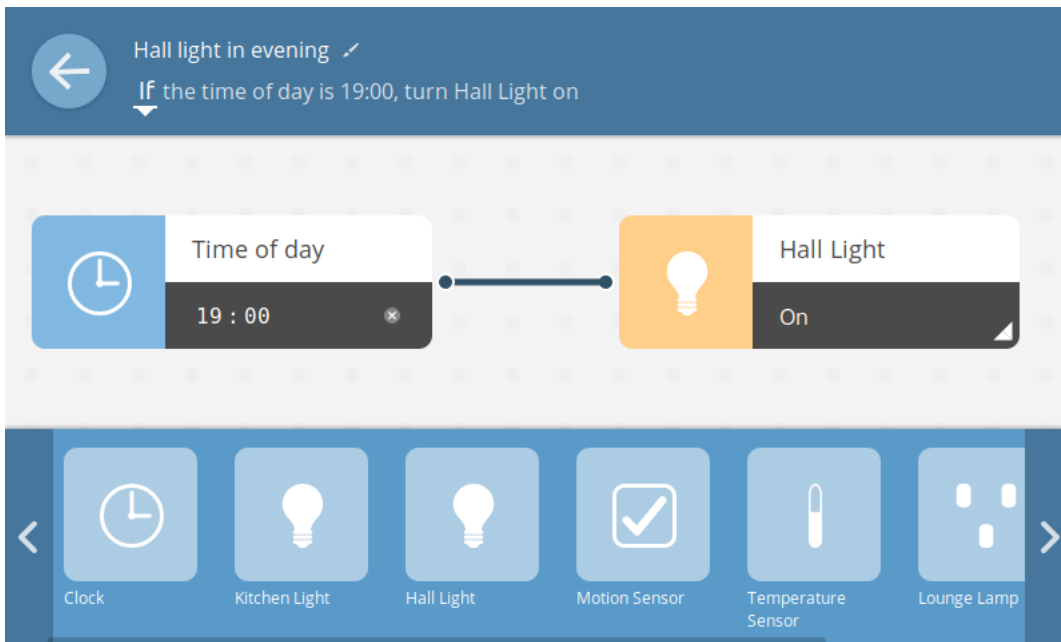 Hall light in evening
If the time of day is 19:00, turn Hall Light on
Time of day
19 : 00
Hall Light
On
Clock
Kitchen Light
Hall Light
Motion Sensor
Temperature
Sensor
Lounge Lamp